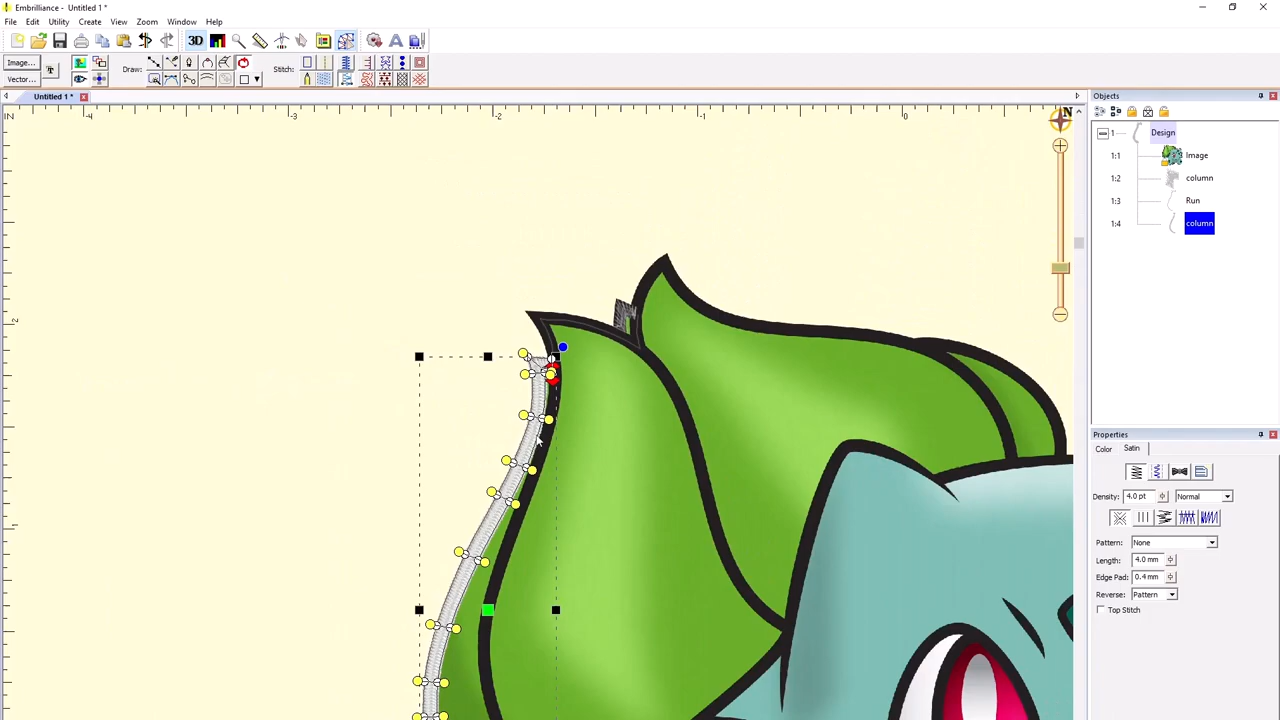 Embrilliance - Untitled 1 *
File Edit Utility Create View Zoom Window Help
Image...
Draw:
Stitch:
Vector...
Untitled 1 *
IN
-4
-3
-2
-1
0
2
1
N
Objects
1
Design
1:1 Image
1:2 column
1:3 Run
1:4 column
Properties
Color Satin
Density: 4.0 pt Normal
Pattern: None
Length: 4.0 mm
Edge Pad: 0.4 mm
Reverse: Pattern
Top Stitch